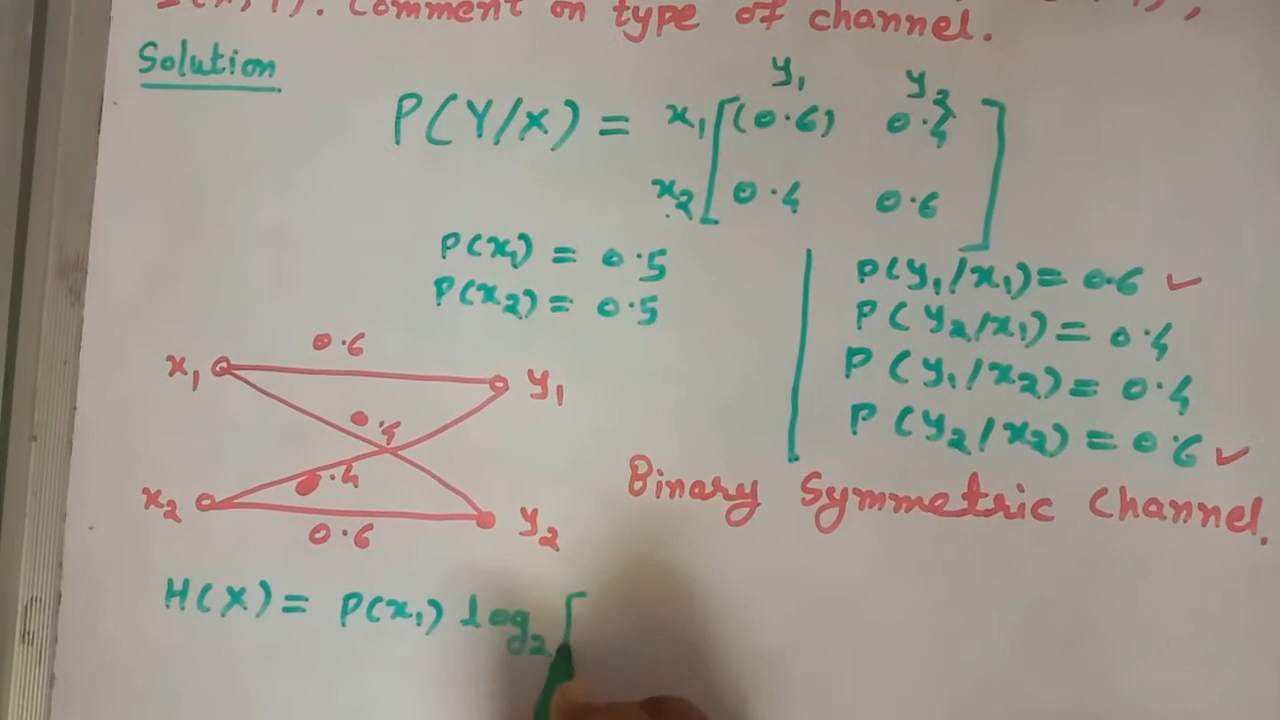 I(X,Y). Comment on type of channel.
Solution
y₁ y₂
P(Y/X) = x₁ [(0.6) 0.4
x₂ 0.4 0.6]
P(x₁) = 0.5
P(x₂) = 0.5
P(y₁/x₁) = 0.6 ✓
P(y₂/x₁) = 0.4
P(y₁/x₂) = 0.4
P(y₂/x₂) = 0.6 ✓
x₁ 0.6 y₁
0.4
0.4
x₂ 0.6 y₂
Binary Symmetric Channel.
H(X) = P(x₁) log₂ [